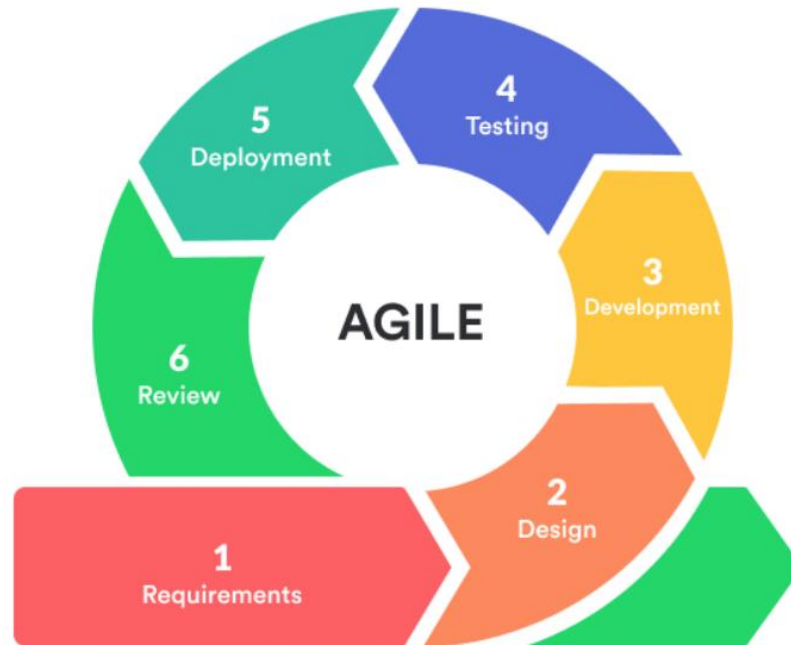 AGILE
1
Requirements
2
Design
3
Development
4
Testing
5
Deployment
6
Review